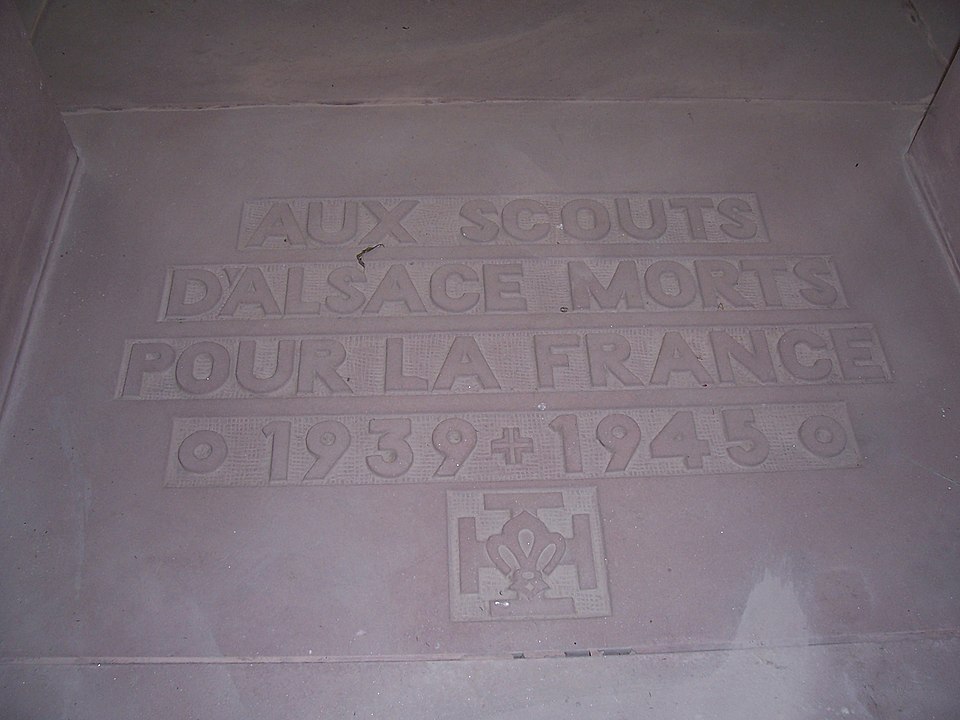 AUX SCOUTS
D'ALSACE MORTS
POUR LA FRANCE
o 1939 + 1945 o